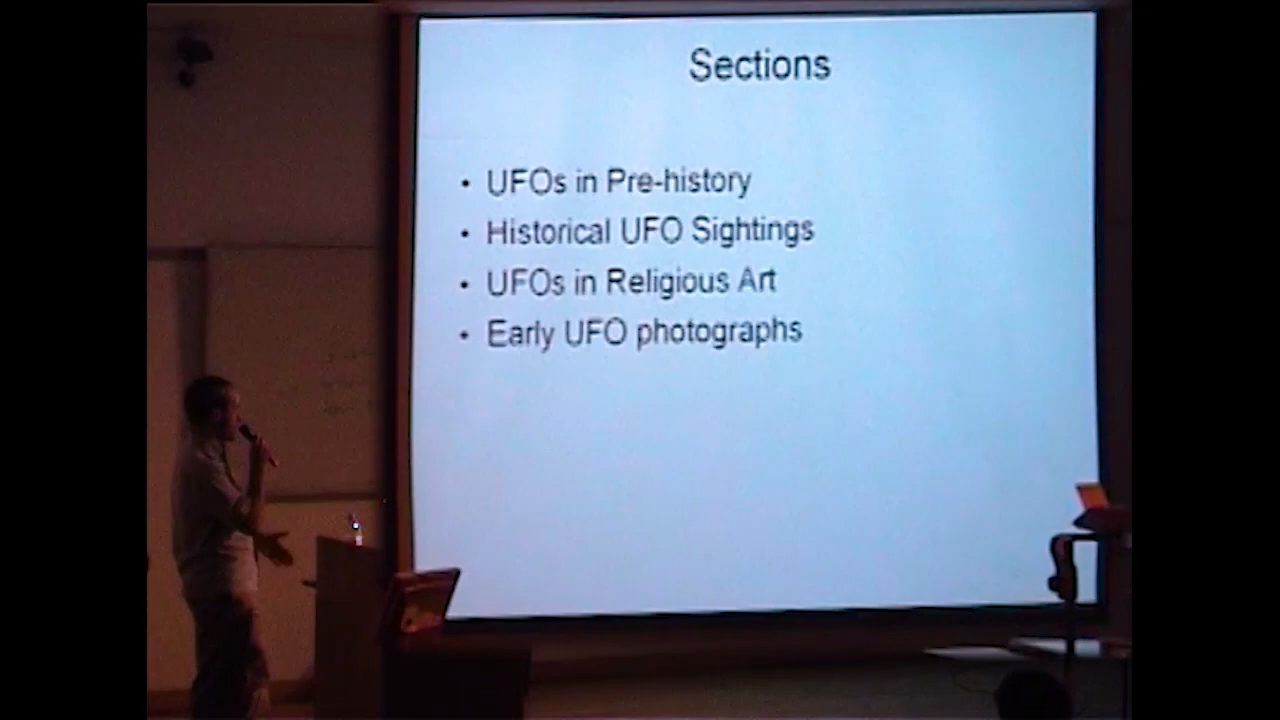 Sections
• UFOs in Pre-history
• Historical UFO Sightings
• UFOs in Religious Art
• Early UFO photographs